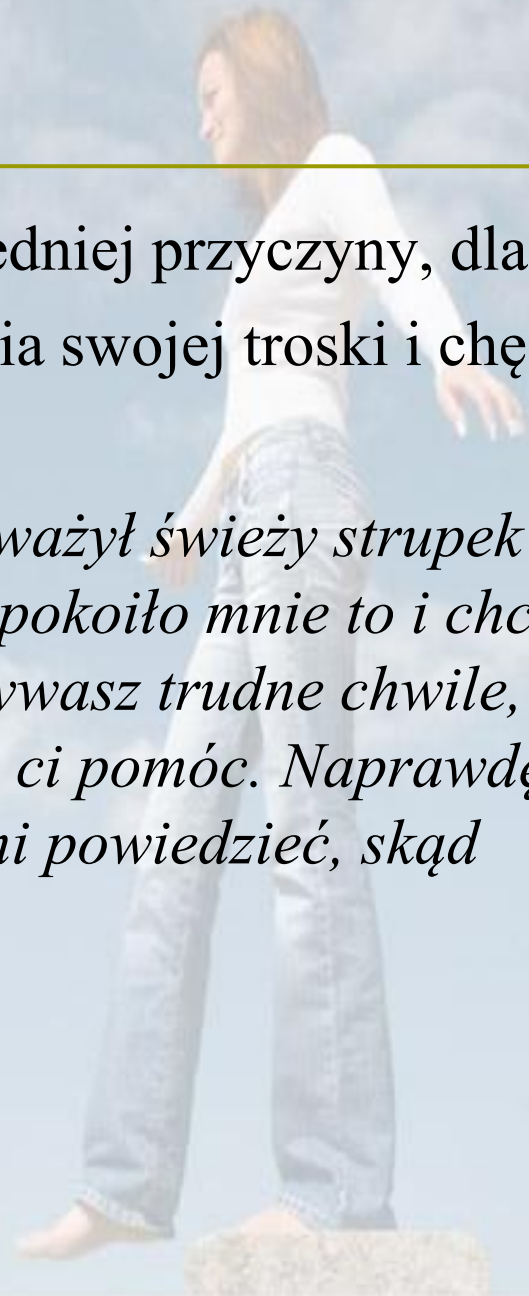 edniej przyczyny, dla
ia swojej troski i chę
ważył świeży strupek
pokoiło mnie to i chc
ywasz trudne chwile,
ci pomóc. Naprawdę
ni powiedzieć, skąd